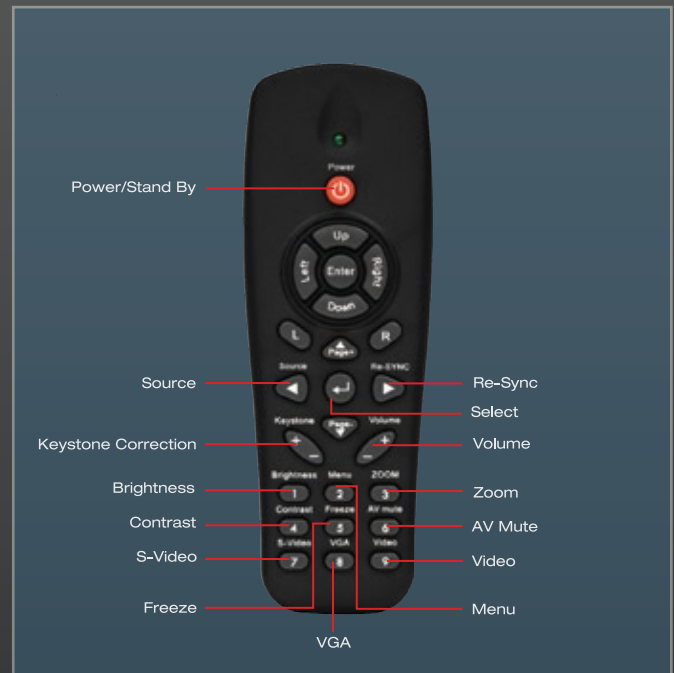 Power
Power/Stand By
Up
Left
Enter
Right
Down
L
R
Page+
Source
Re-SYNC
Source
Re-Sync
Select
Keystone
Page-
Volume
Keystone Correction
+
−
+
−
Volume
Brightness
Menu
ZOOM
Brightness
1
2
3
Zoom
Contrast
Freeze
AV mute
Contrast
4
5
6
AV Mute
S-Video
VGA
Video
S-Video
7
8
9
Video
Freeze
Menu
VGA